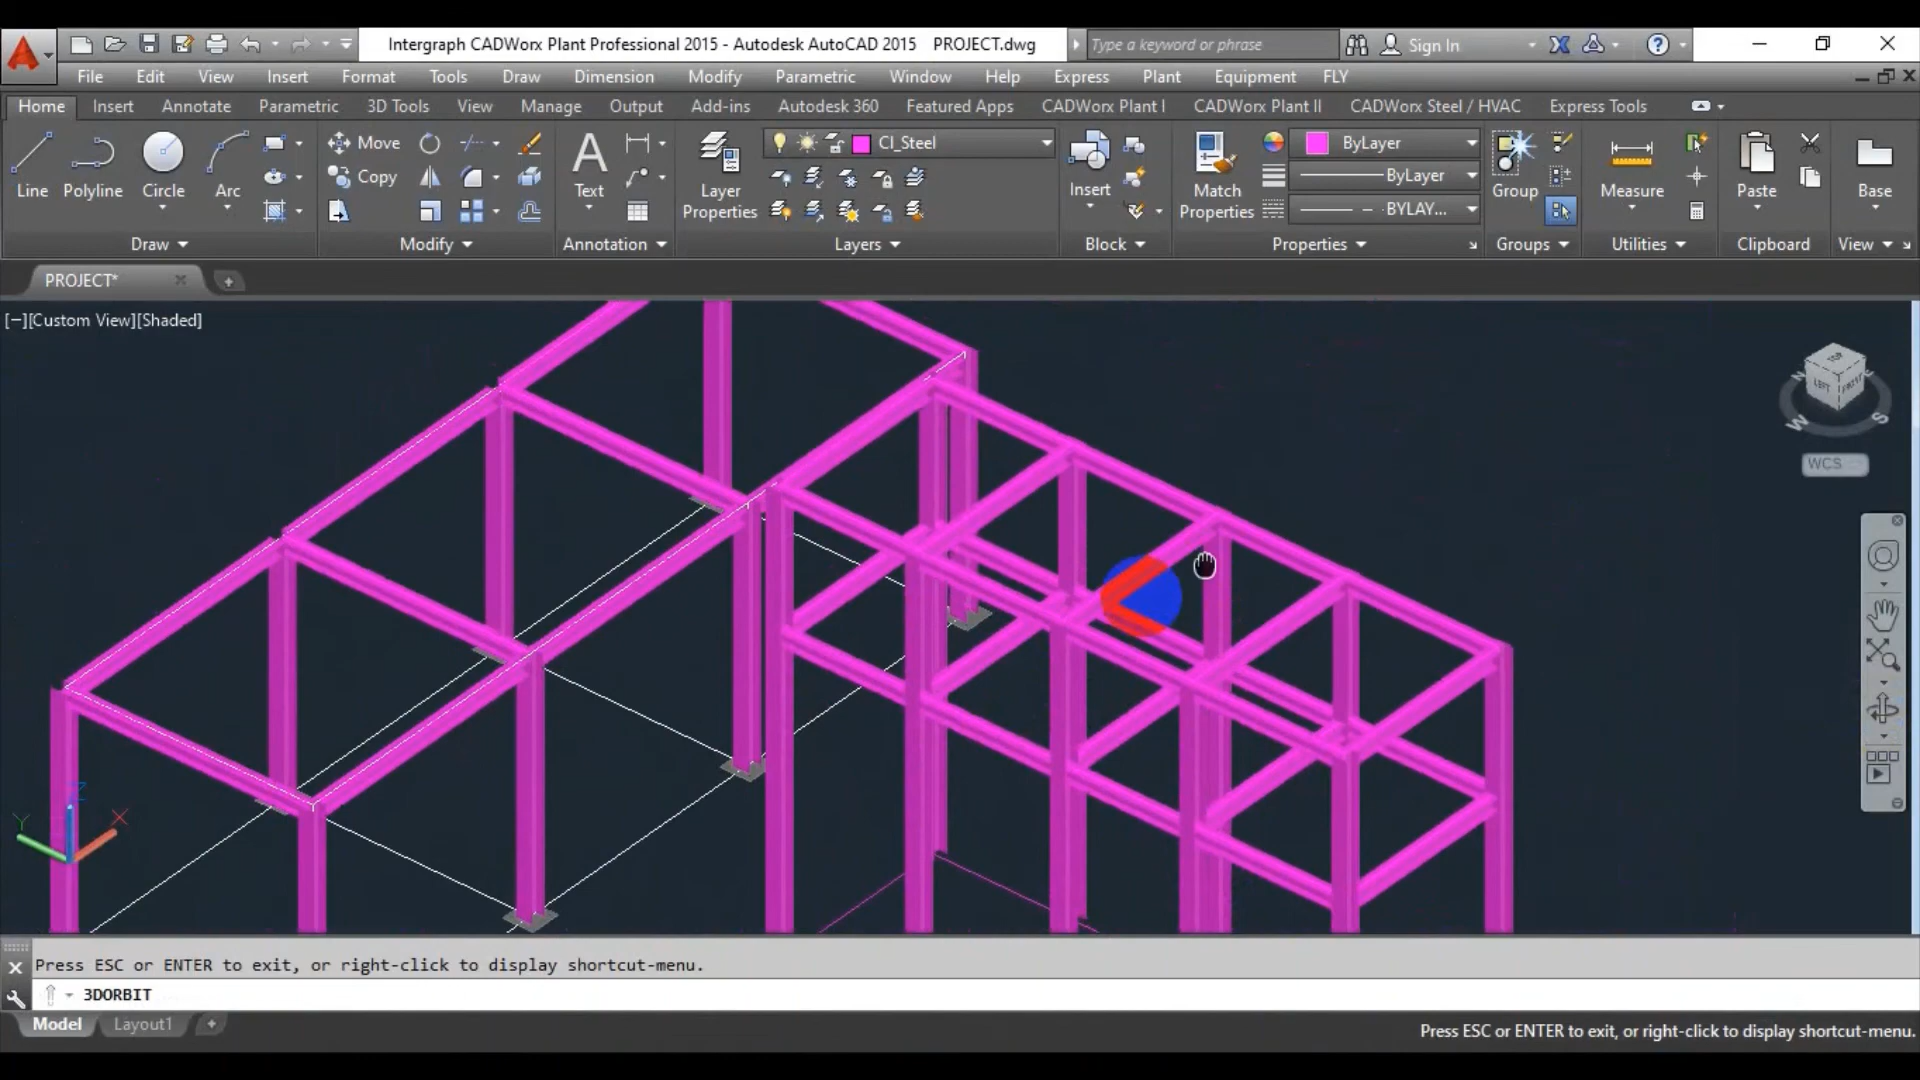 Intergraph CADWorx Plant Professional 2015 - Autodesk AutoCAD 2015 PROJECT.dwg
Type a keyword or phrase
Sign In
File Edit View Insert Format Tools Draw Dimension Modify Parametric Window Help Express Plant Equipment FLY
Home Insert Annotate Parametric 3D Tools View Manage Output Add-ins Autodesk 360 Featured Apps CADWorx Plant I CADWorx Plant II CADWorx Steel / HVAC Express Tools
Line Polyline Circle Arc
Move
Copy
Text
Layer Properties
CI_Steel
Insert
Match Properties
ByLayer
ByLayer
BYLAY...
Group
Measure
Paste
Base
Draw Modify Annotation Layers Block Properties Groups Utilities Clipboard View
PROJECT*
[−][Custom View][Shaded]
TOP
LEFT
FRONT
N
E
W
S
WCS
Z
Y
X
Press ESC or ENTER to exit, or right-click to display shortcut-menu.
3DORBIT
Model Layout1
Press ESC or ENTER to exit, or right-click to display shortcut-menu.